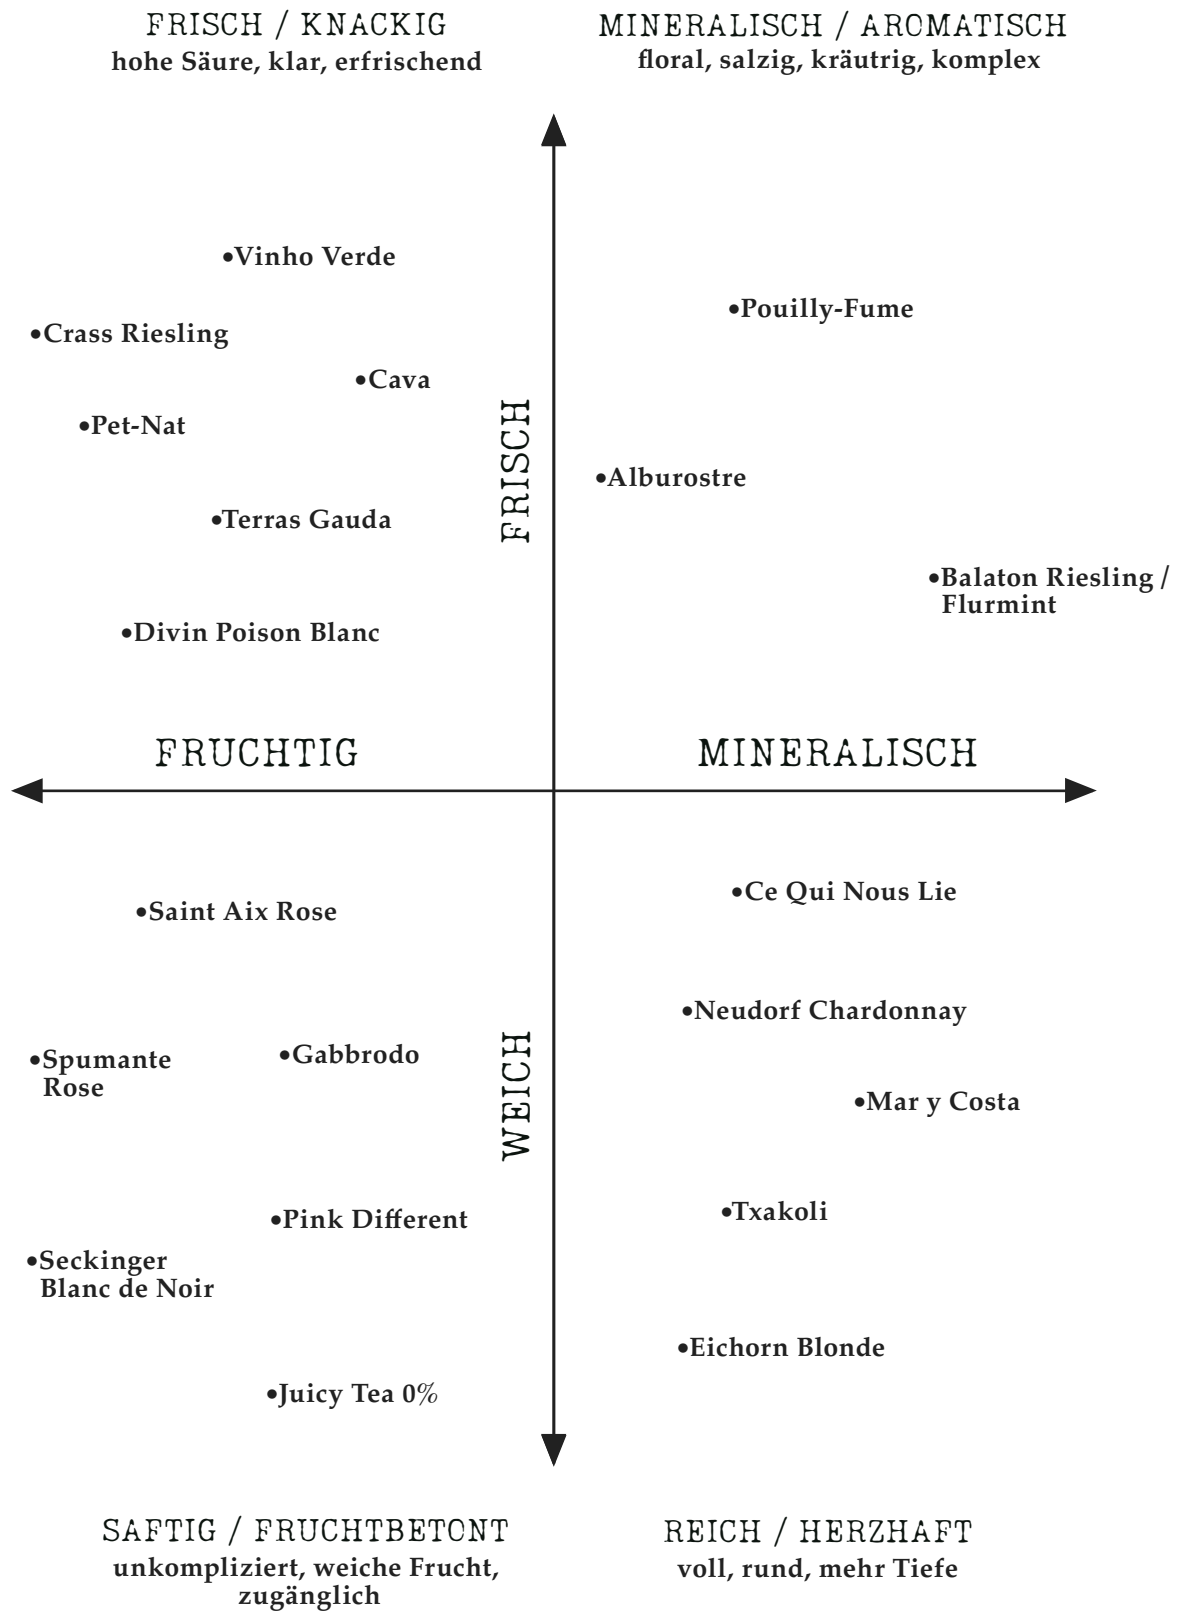 FRISCH / KNACKIG
hohe Säure, klar, erfrischend
MINERALISCH / AROMATISCH
floral, salzig, kräutrig, komplex
•Vinho Verde
•Pouilly-Fume
•Crass Riesling
•Cava
•Pet-Nat
FRISCH
•Alburostre
•Terras Gauda
•Balaton Riesling /
Flurmint
•Divin Poison Blanc
FRUCHTIG
MINERALISCH
•Ce Qui Nous Lie
•Saint Aix Rose
•Neudorf Chardonnay
•Spumante
Rose
•Gabbrodo
WEICH
•Mar y Costa
•Txakoli
•Pink Different
•Seckinger
Blanc de Noir
•Eichorn Blonde
•Juicy Tea 0%
SAFTIG / FRUCHTBETONT
unkompliziert, weiche Frucht,
zugänglich
REICH / HERZHAFT
voll, rund, mehr Tiefe